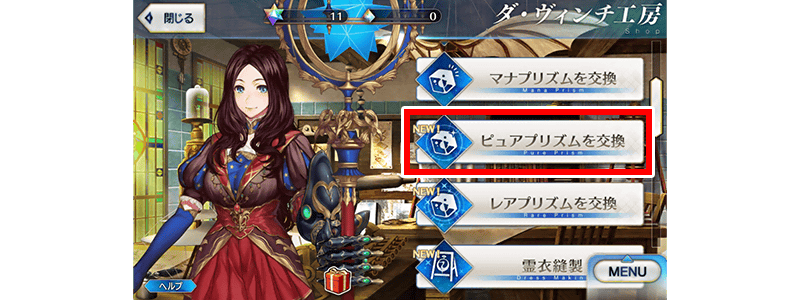 閉じる
11
0
ダ・ヴィンチ工房
Shop
マナプリズムを交換
Mana Prism
NEW!
ピュアプリズムを交換
Pure Prism
NEW!
レアプリズムを交換
Rare Prism
NEW!
霊衣縫製
Dress Makin
ヘルプ
MENU